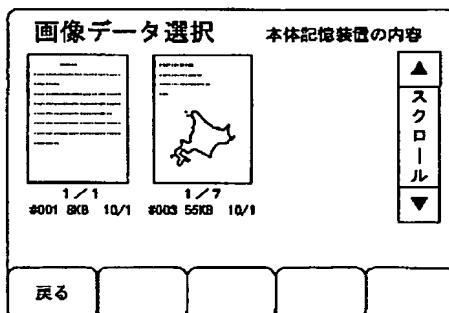 画像データ選択
本体記憶装置の内容
▲
スクロール
▼
1/1
#001 8KB 10/1
1/7
#003 55KB 10/1
戻る